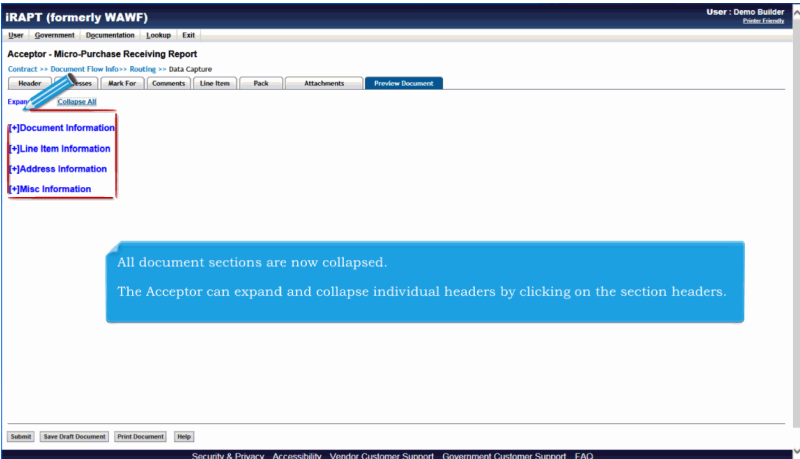 iRAPT (formerly WAWF)
User : Demo Builder
Printer Friendly
User Government Documentation Lookup Exit
Acceptor - Micro-Purchase Receiving Report
Contract >> Document Flow Info>> Routing >> Data Capture
Header Mark For Comments Line Item Pack Attachments Preview Document
Collapse All
[+]Document Information
[+]Line Item Information
[+]Address Information
[+]Misc Information
All document sections are now collapsed.
The Acceptor can expand and collapse individual headers by clicking on the section headers.
Submit Save Draft Document Print Document Help
Security & Privacy Accessibility Vendor Customer Support Government Customer Support FAQ